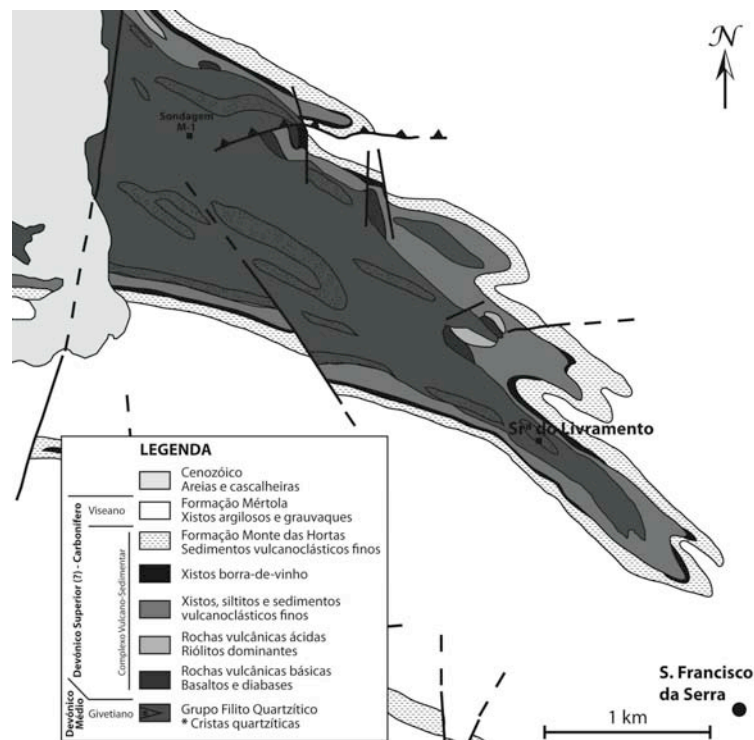 N
Sondagem
M-1
Srª do Livramento
LEGENDA
Cenozóico
Areias e cascalheiras
Formação Mértola
Xistos argilosos e grauvaques
Formação Monte das Hortas
Sedimentos vulcanoclásticos finos
Xistos borra-de-vinho
Xistos, siltitos e sedimentos
vulcanoclásticos finos
Rochas vulcânicas ácidas
Riólitos dominantes
Rochas vulcânicas básicas
Basaltos e diabases
Grupo Filito Quartzítico
* Cristas quartzíticas
Viseano
Complexo Vulcano-Sedimentar
Givetiano
Devónico Superior (?) - Carbonífero
Devónico
Médio
S. Francisco
da Serra
1 km